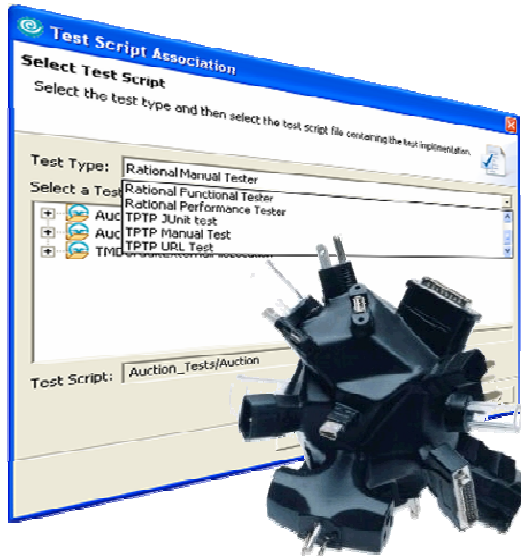 Test Script Association
Select Test Script
Select the test type and then select the test script file containing the test implementation.
Test Type: Rational Manual Tester
Select a Test
Rational Functional Tester
Rational Performance Tester
TPTP JUnit test
TPTP Manual Test
TPTP URL Test
Auc
Auc
Test Script: Auction_Tests/Auction